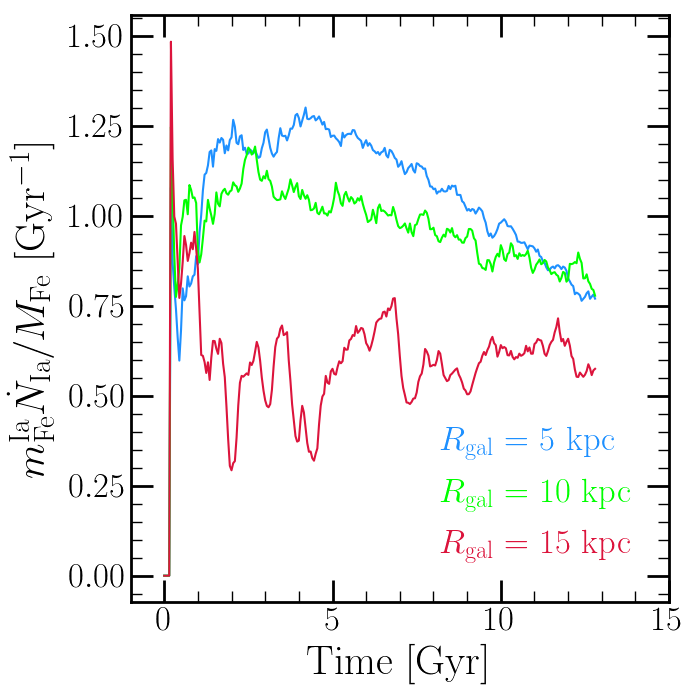 1.50
1.25
1.00
0.75
0.50
0.25
0.00
m_Fe^Ia Ṅ_Ia/M_Fe [Gyr⁻¹]
R_gal = 5 kpc
R_gal = 10 kpc
R_gal = 15 kpc
0 5 10 15
Time [Gyr]